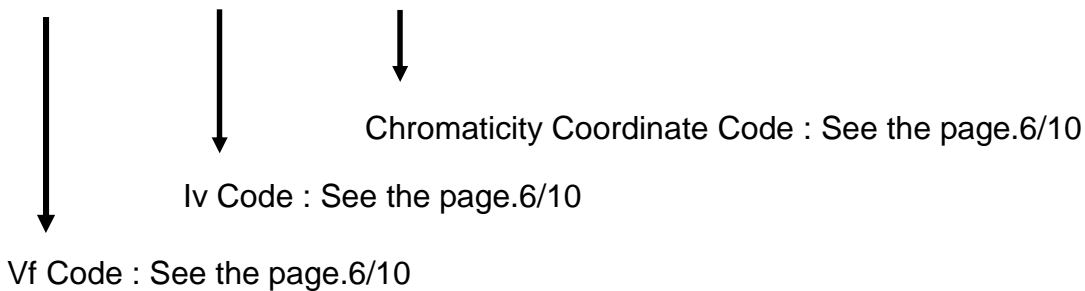 Chromaticity Coordinate Code : See the page.6/10
Iv Code : See the page.6/10
Vf Code : See the page.6/10